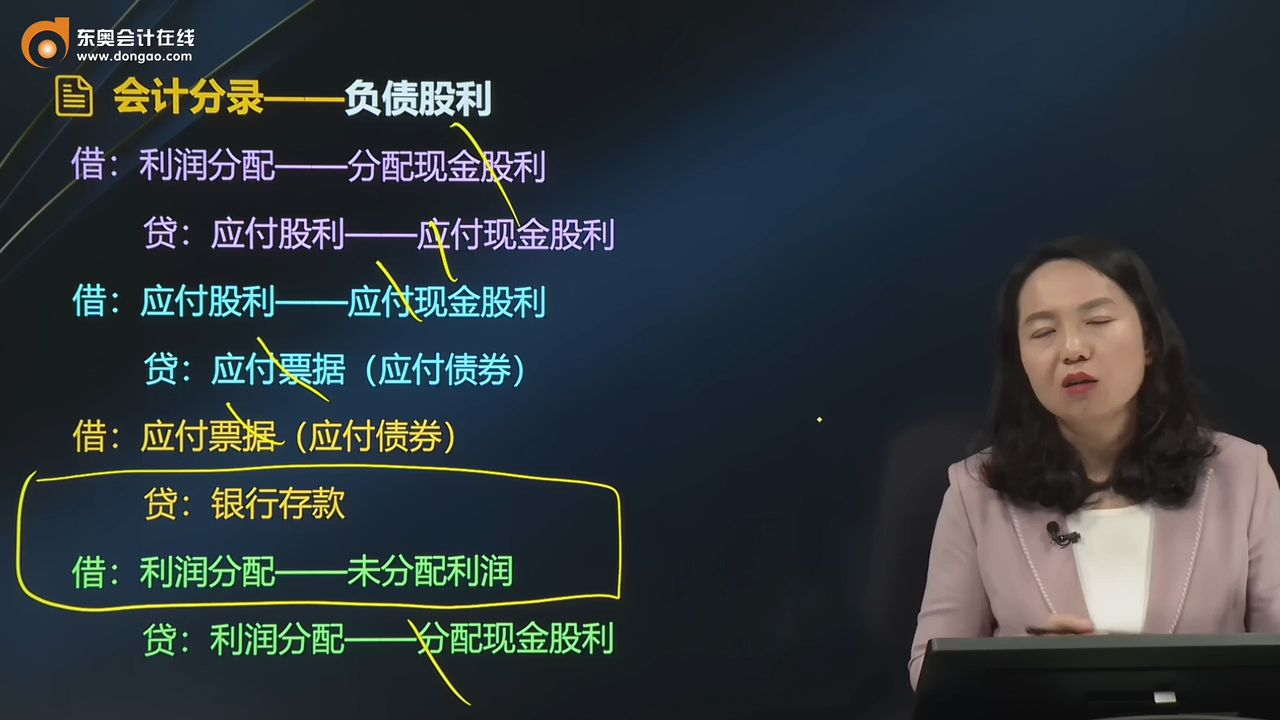 东奥会计在线
www.dongao.com
会计分录——负债股利
借：利润分配——分配现金股利
贷：应付股利——应付现金股利
借：应付股利——应付现金股利
贷：应付票据（应付债券）
借：应付票据（应付债券）
贷：银行存款
借：利润分配——未分配利润
贷：利润分配——分配现金股利